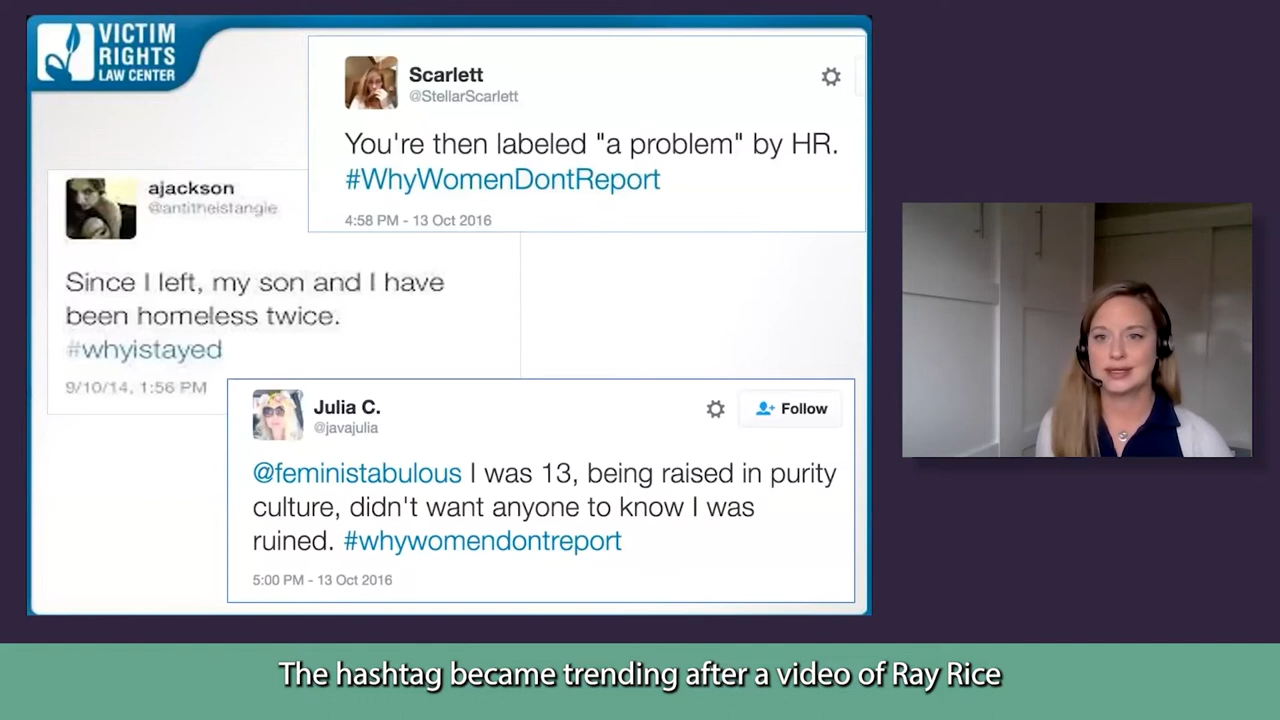 VICTIM
RIGHTS
LAW CENTER
Scarlett
@StellarScarlett
You're then labeled "a problem" by HR.
#WhyWomenDontReport
4:58 PM - 13 Oct 2016
ajackson
@antitheistangie
Since I left, my son and I have
been homeless twice.
#whyistayed
9/10/14, 1:56 PM
Julia C.
@javajulia
Follow
@feministabulous I was 13, being raised in purity
culture, didn't want anyone to know I was
ruined. #whywomendontreport
5:00 PM - 13 Oct 2016
The hashtag became trending after a video of Ray Rice